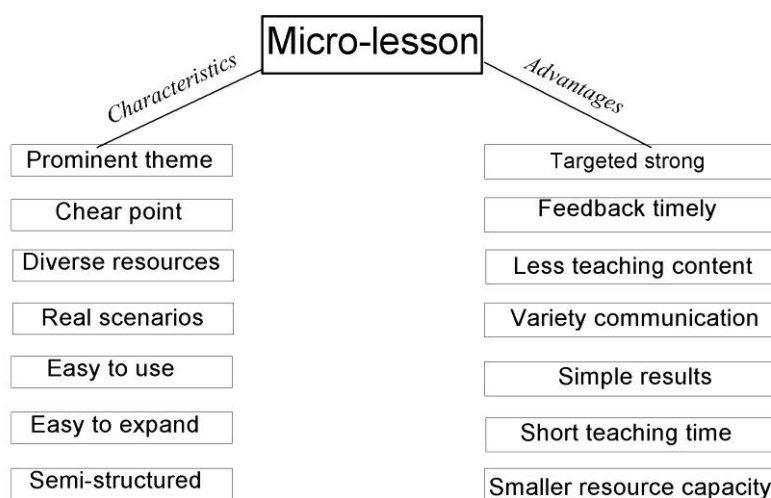 Micro-lesson
Characteristics
Advantages
Prominent theme
Chear point
Diverse resources
Real scenarios
Easy to use
Easy to expand
Semi-structured
Targeted strong
Feedback timely
Less teaching content
Variety communication
Simple results
Short teaching time
Smaller resource capacity